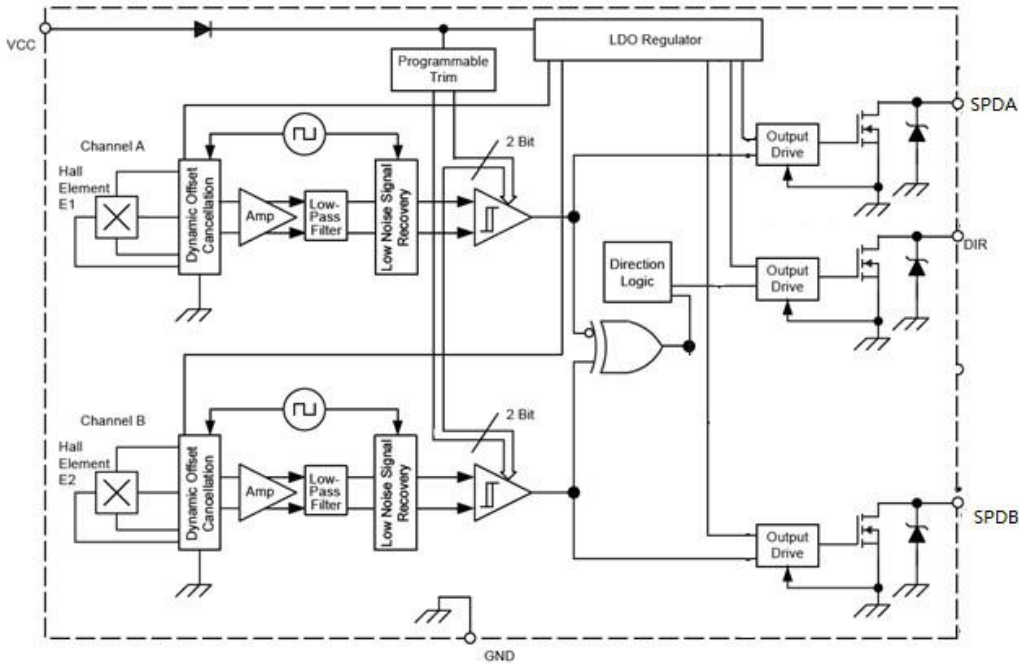 VCC
LDO Regulator
Programmable
Trim
SPDA
Channel A
2 Bit
Output
Drive
Hall
Element
E1
Dynamic Offset
Cancellation
Amp
Low-
Pass
Filter
Low Noise Signal
Recovery
DIR
Direction
Logic
Output
Drive
Channel B
2 Bit
Hall
Element
E2
Dynamic Offset
Cancellation
Amp
Low-
Pass
Filter
Low Noise Signal
Recovery
Output
Drive
SPDB
GND